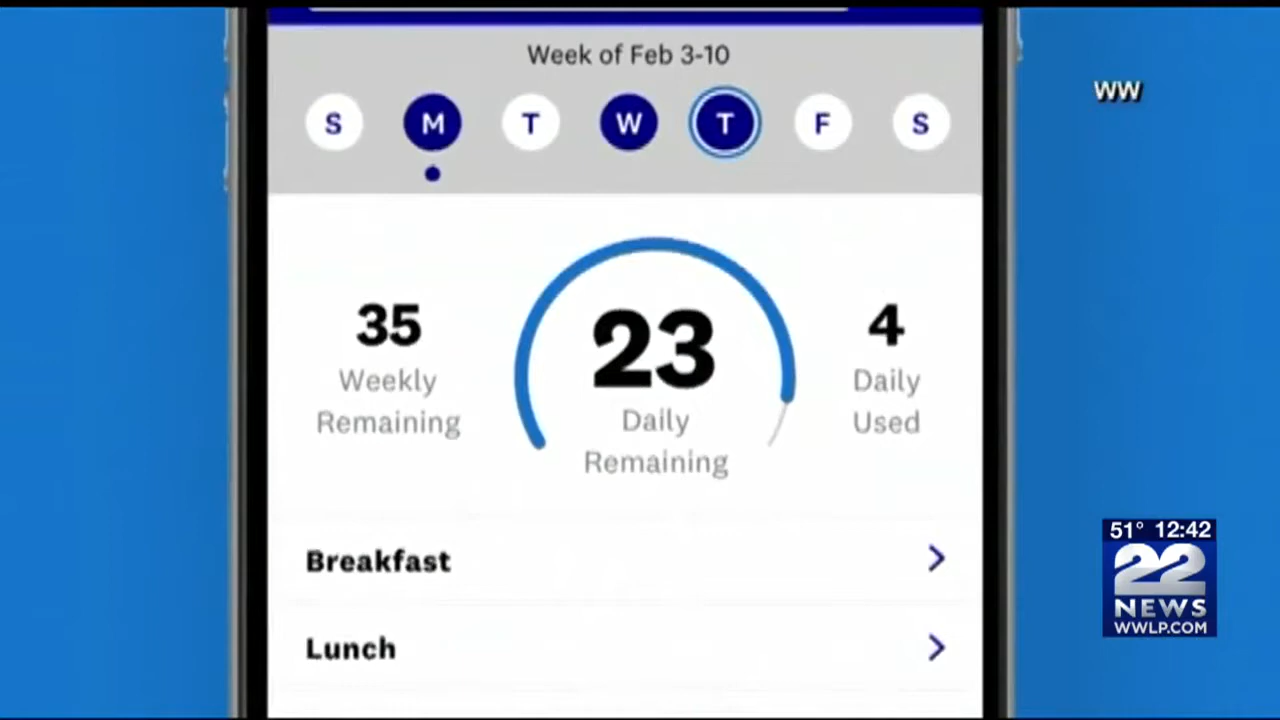 Week of Feb 3-10
WW
S M T W T F S
35
Weekly
Remaining
23
Daily
Remaining
4
Daily
Used
Breakfast
Lunch
51° 12:42
22
NEWS
WWLP.COM